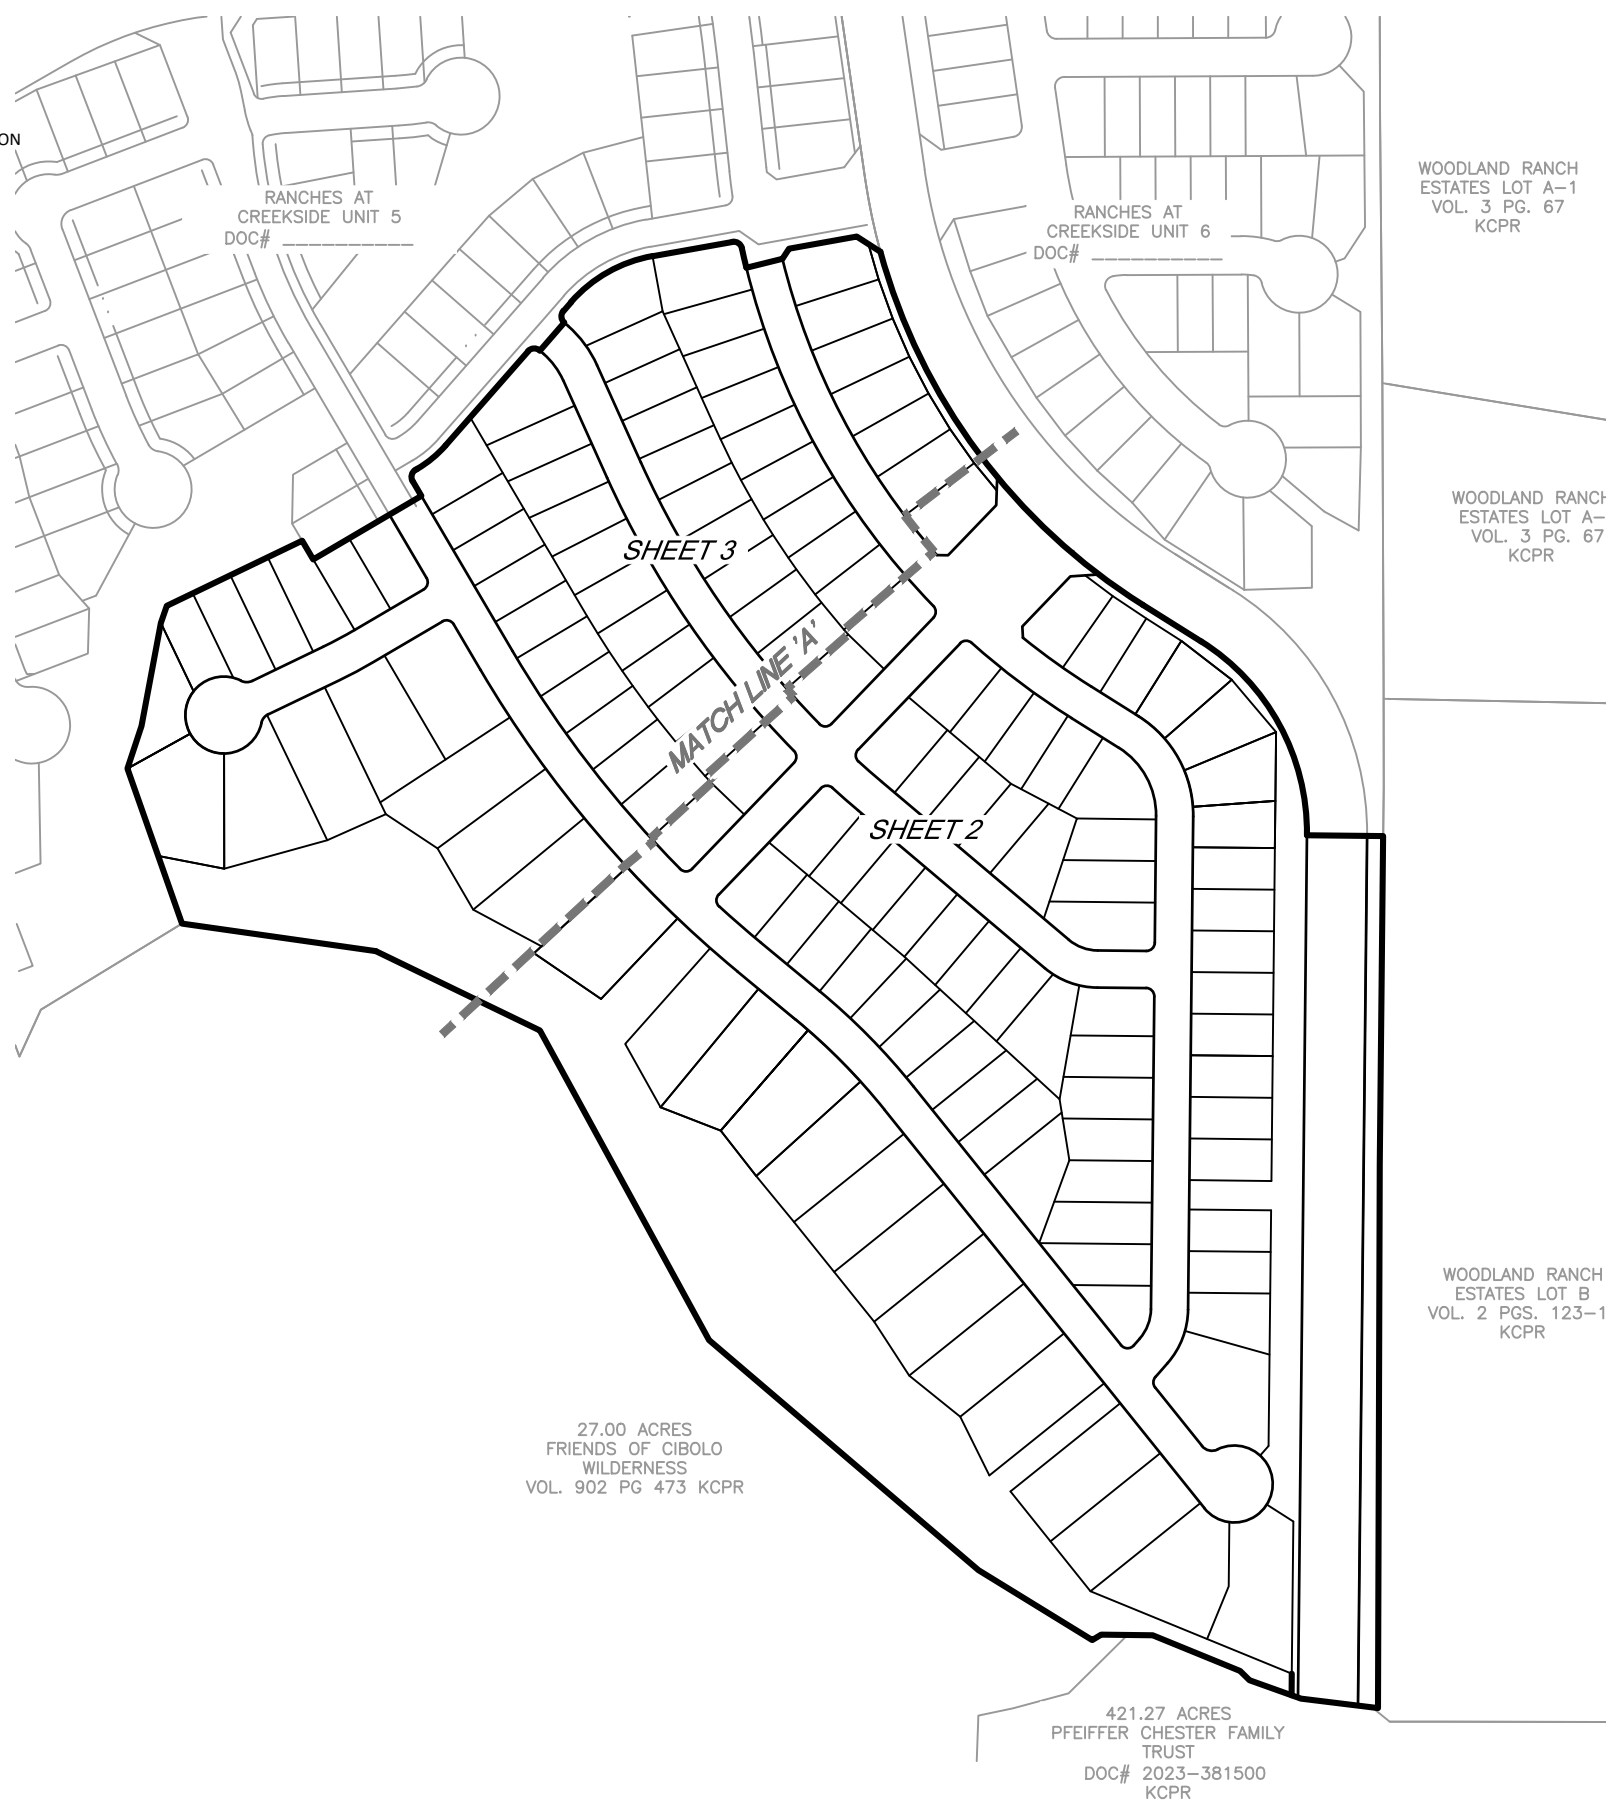 ON
RANCHES AT
CREEKSIDE UNIT 5
DOC# ___________
WOODLAND RANCH
ESTATES LOT A-1
VOL. 3 PG. 67
KCPR
RANCHES AT
CREEKSIDE UNIT 6
DOC# ___________
WOODLAND RANCH
ESTATES LOT A-
VOL. 3 PG. 67
KCPR
SHEET 3
MATCH LINE 'A'
SHEET 2
WOODLAND RANCH
ESTATES LOT B
VOL. 2 PGS. 123-1
KCPR
27.00 ACRES
FRIENDS OF CIBOLO
WILDERNESS
VOL. 902 PG 473 KCPR
421.27 ACRES
PFEIFFER CHESTER FAMILY
TRUST
DOC# 2023-381500
KCPR